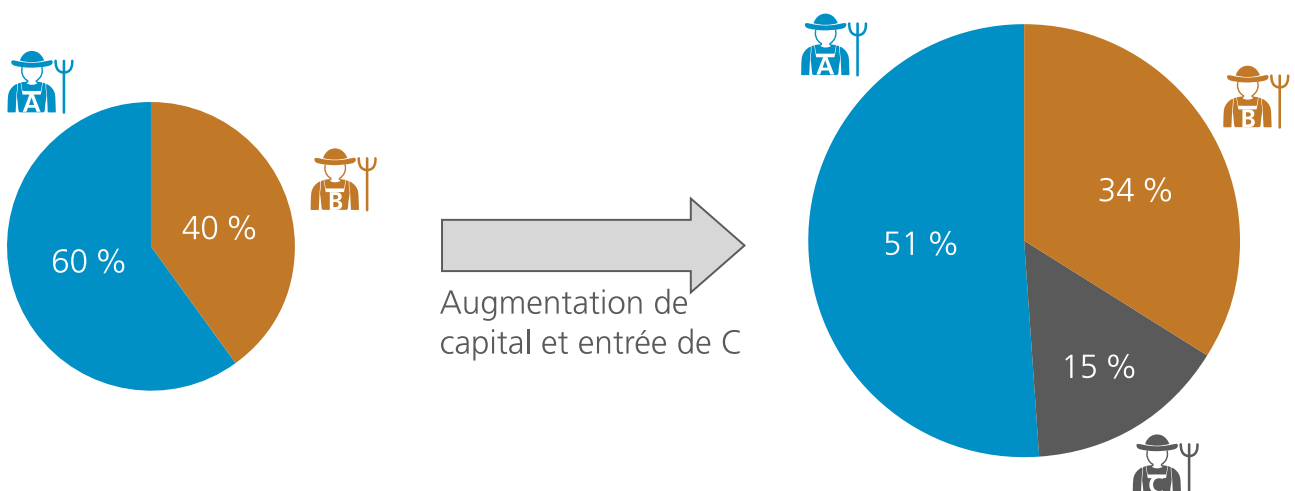 A
B
60 %
40 %
Augmentation de
capital et entrée de C
A
B
51 %
34 %
15 %
C